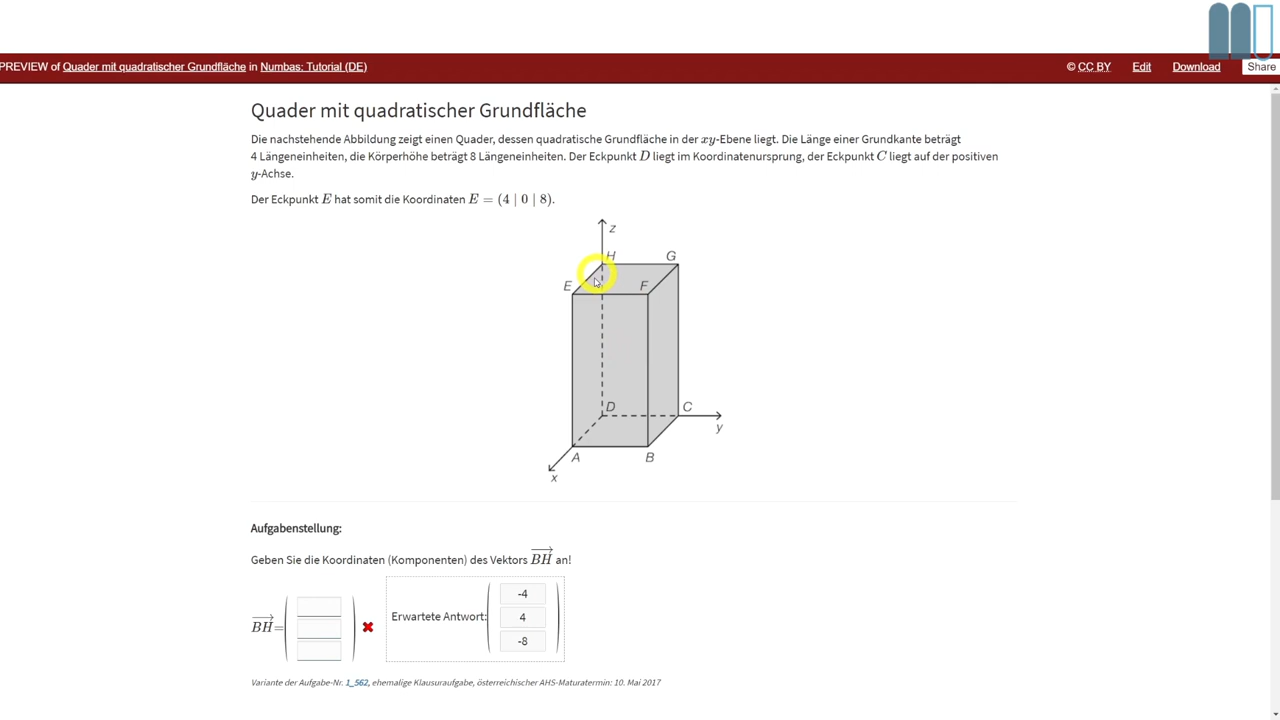 PREVIEW of Quader mit quadratischer Grundfläche in Numbas: Tutorial (DE)
© CC BY Edit Download Share
Quader mit quadratischer Grundfläche
Die nachstehende Abbildung zeigt einen Quader, dessen quadratische Grundfläche in der xy-Ebene liegt. Die Länge einer Grundkante beträgt
4 Längeneinheiten, die Körperhöhe beträgt 8 Längeneinheiten. Der Eckpunkt D liegt im Koordinatenursprung, der Eckpunkt C liegt auf der positiven
y-Achse.
Der Eckpunkt E hat somit die Koordinaten E = (4 | 0 | 8).
z
H G
E F
D C
y
A B
x
Aufgabenstellung:
Geben Sie die Koordinaten (Komponenten) des Vektors BH an!
-4
BH= Erwartete Antwort: 4
-8
Variante der Aufgabe-Nr. 1_562, ehemalige Klausuraufgabe, österreichischer AHS-Maturatermin: 10. Mai 2017